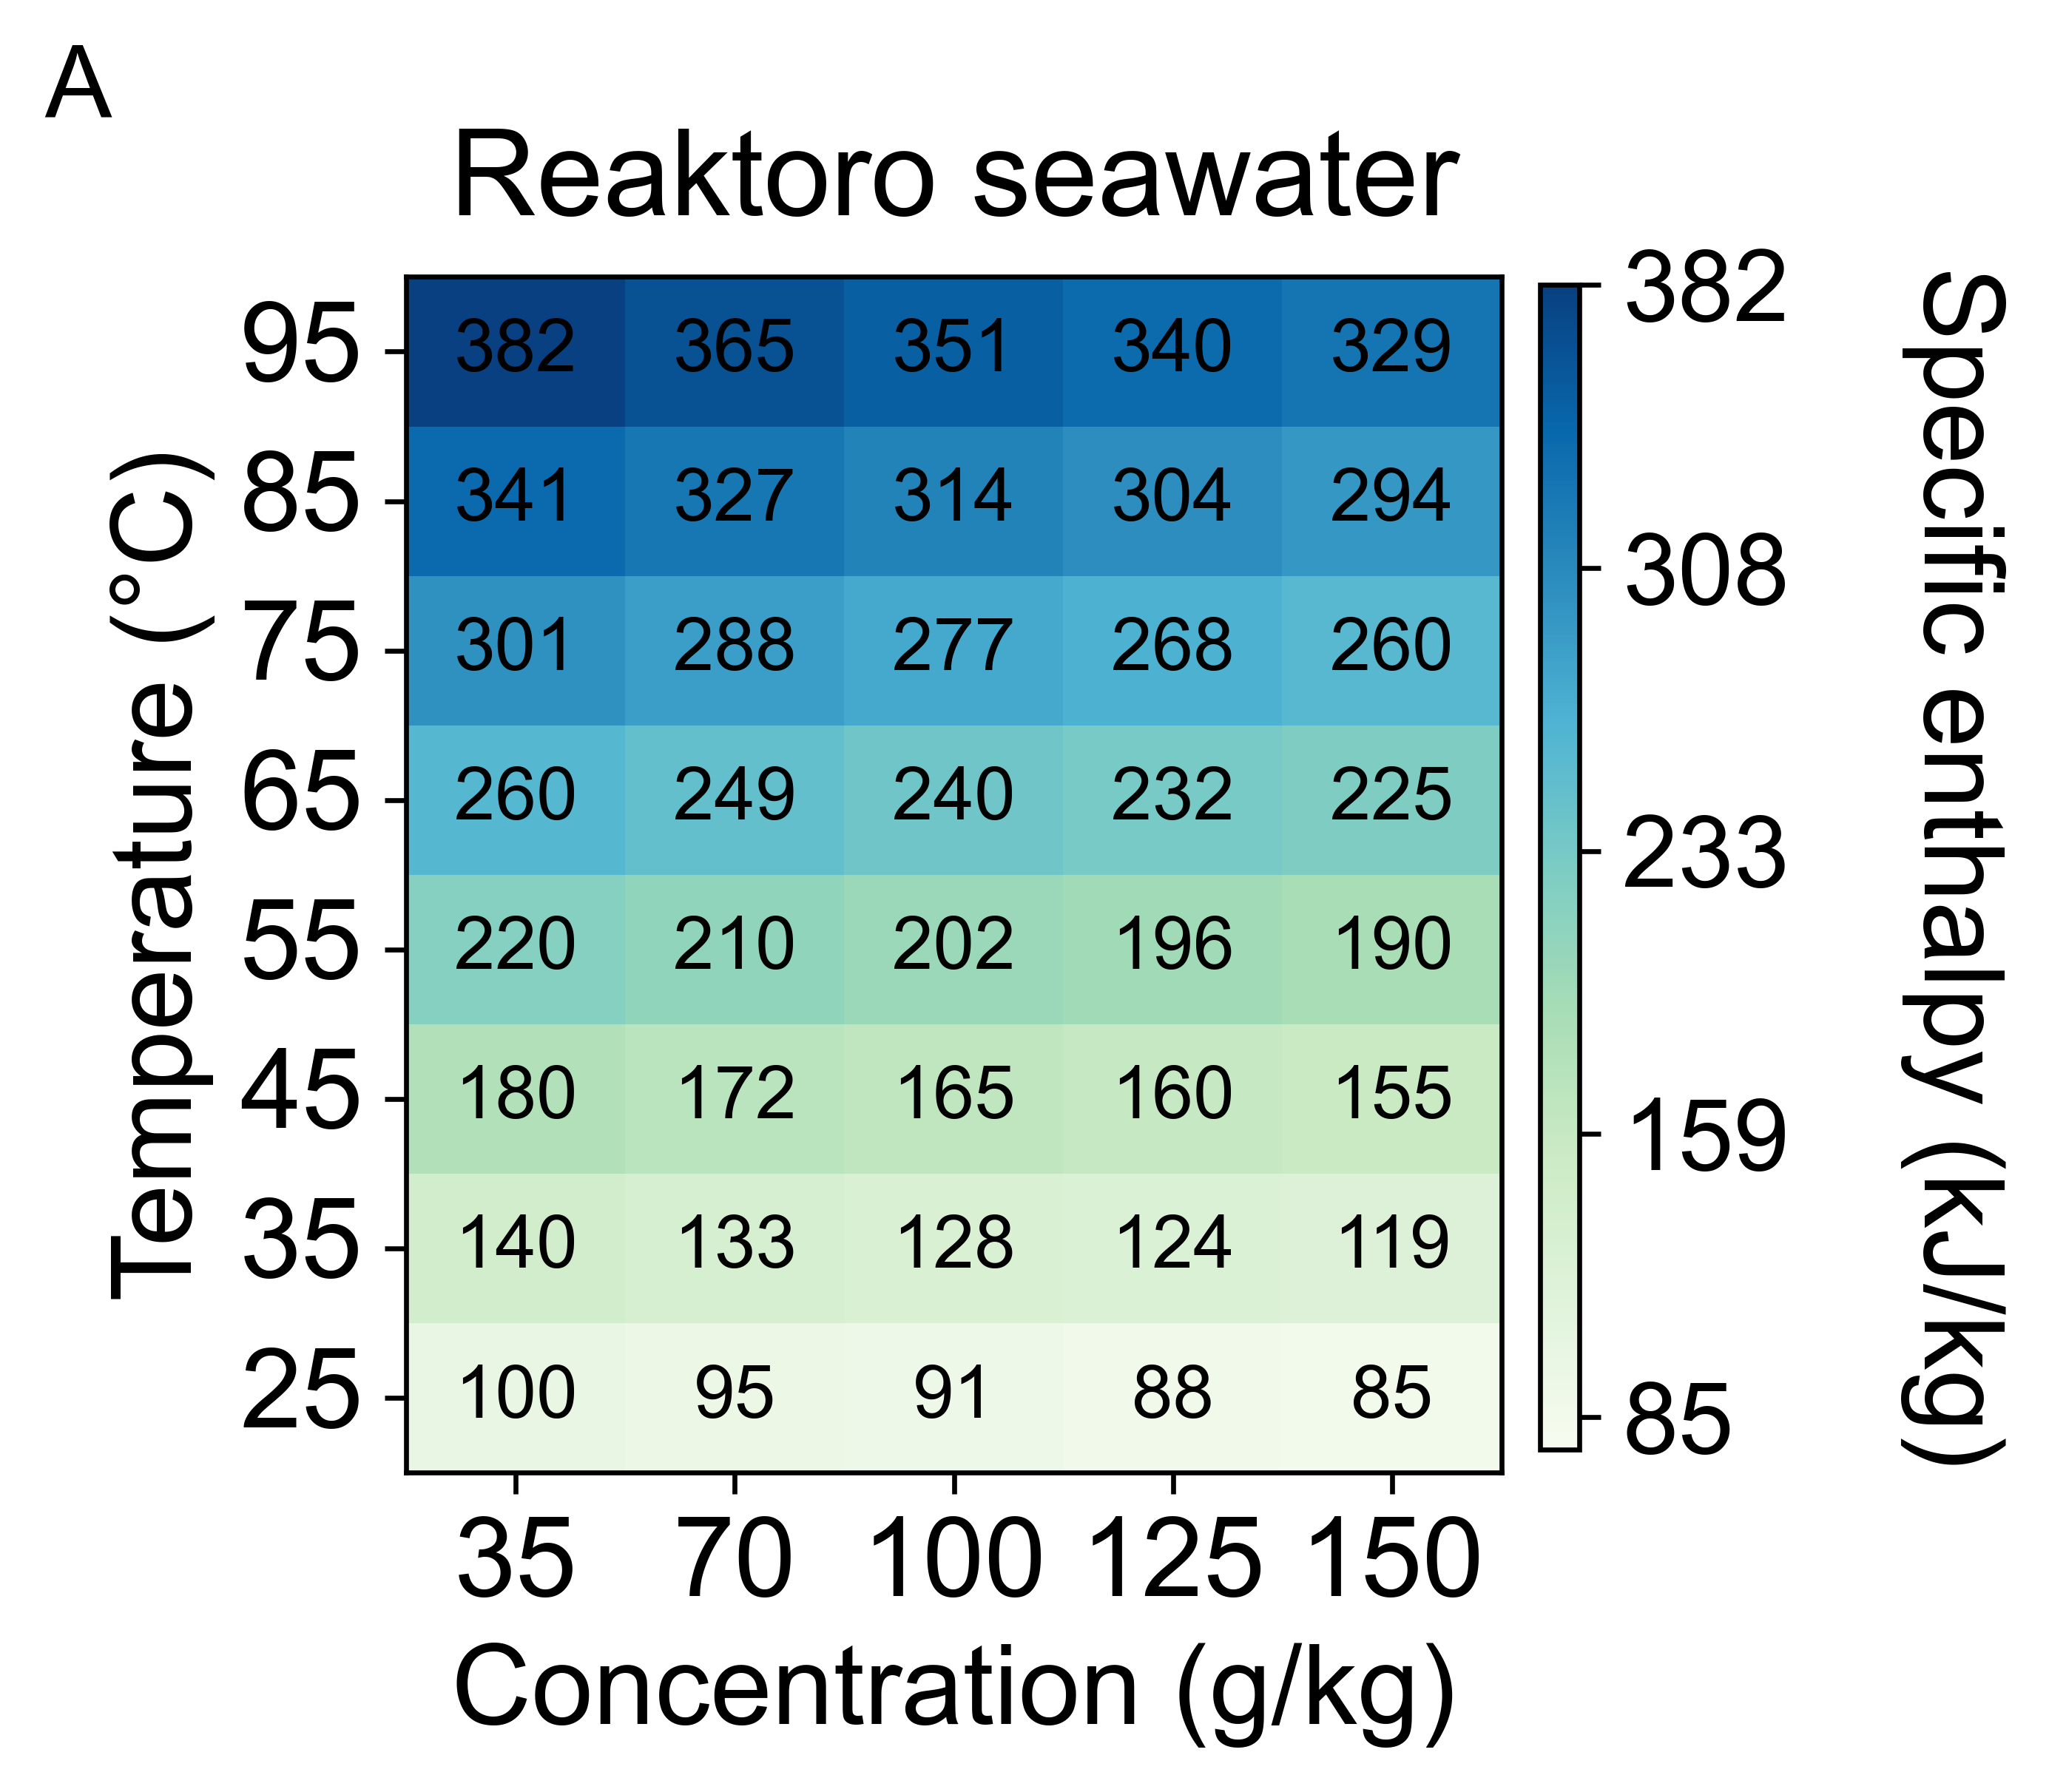 A
Reaktoro seawater
Temperature (°C)
95 382 365 351 340 329
85 341 327 314 304 294
75 301 288 277 268 260
65 260 249 240 232 225
55 220 210 202 196 190
45 180 172 165 160 155
35 140 133 128 124 119
25 100 95 91 88 85
35 70 100 125 150
Concentration (g/kg)
382
308
233
159
85
Specific enthalpy (kJ/kg)